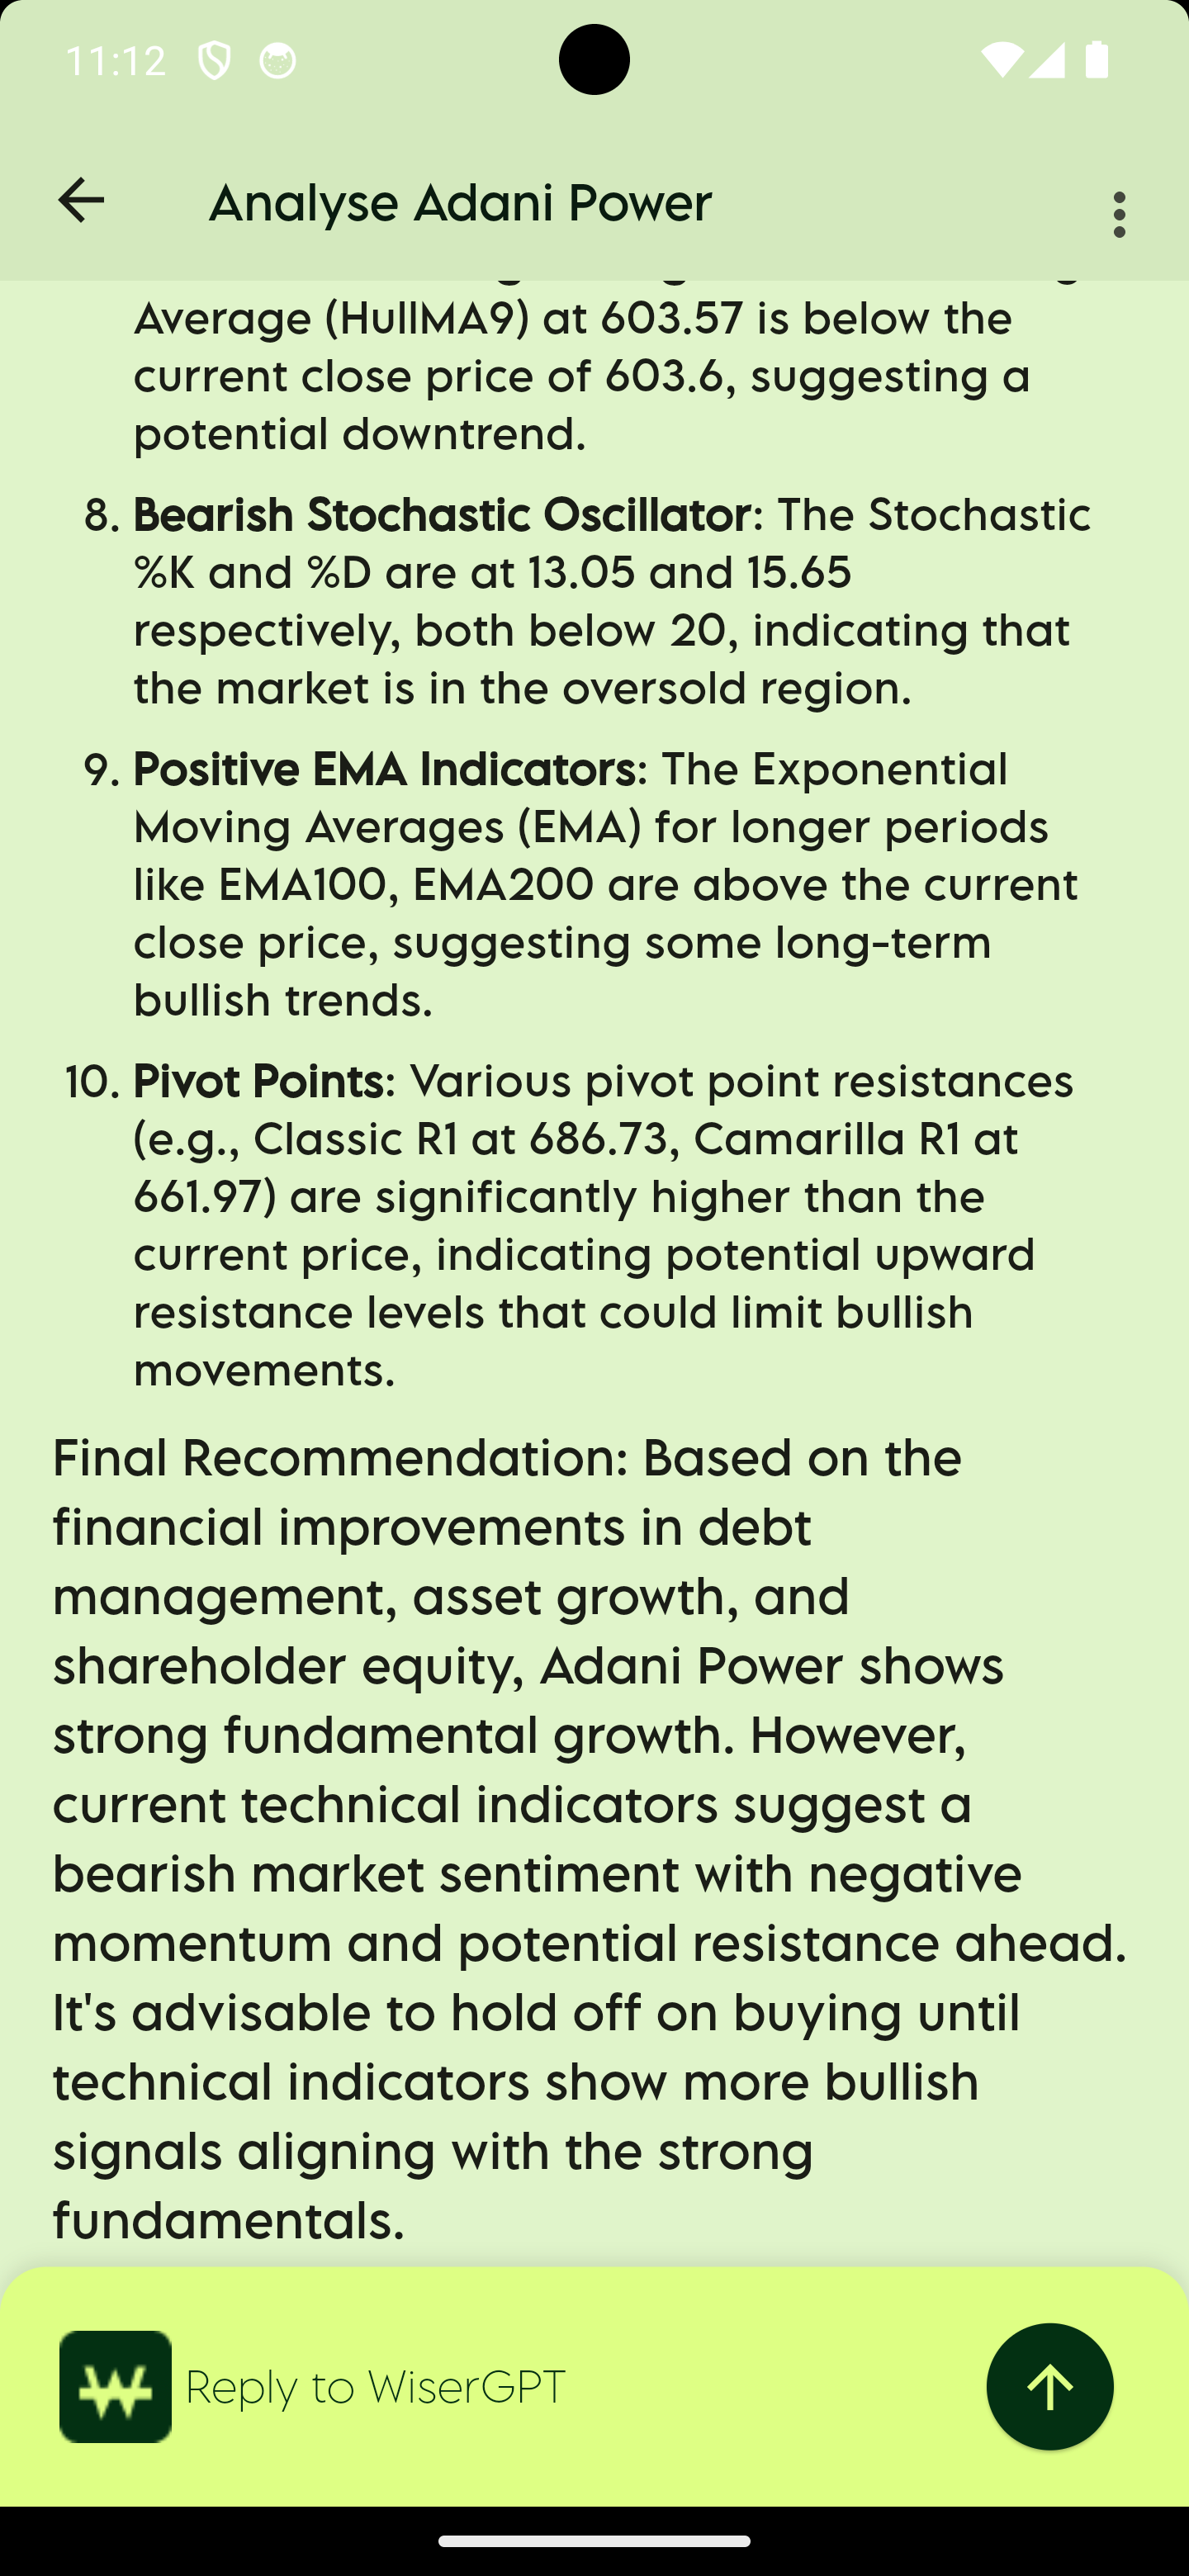 11:12
Analyse Adani Power
Average (HullMA9) at 603.57 is below the
current close price of 603.6, suggesting a
potential downtrend.
8. Bearish Stochastic Oscillator: The Stochastic
%K and %D are at 13.05 and 15.65
respectively, both below 20, indicating that
the market is in the oversold region.
9. Positive EMA Indicators: The Exponential
Moving Averages (EMA) for longer periods
like EMA100, EMA200 are above the current
close price, suggesting some long-term
bullish trends.
10. Pivot Points: Various pivot point resistances
(e.g., Classic R1 at 686.73, Camarilla R1 at
661.97) are significantly higher than the
current price, indicating potential upward
resistance levels that could limit bullish
movements.
Final Recommendation: Based on the
financial improvements in debt
management, asset growth, and
shareholder equity, Adani Power shows
strong fundamental growth. However,
current technical indicators suggest a
bearish market sentiment with negative
momentum and potential resistance ahead.
It's advisable to hold off on buying until
technical indicators show more bullish
signals aligning with the strong
fundamentals.
Reply to WiserGPT